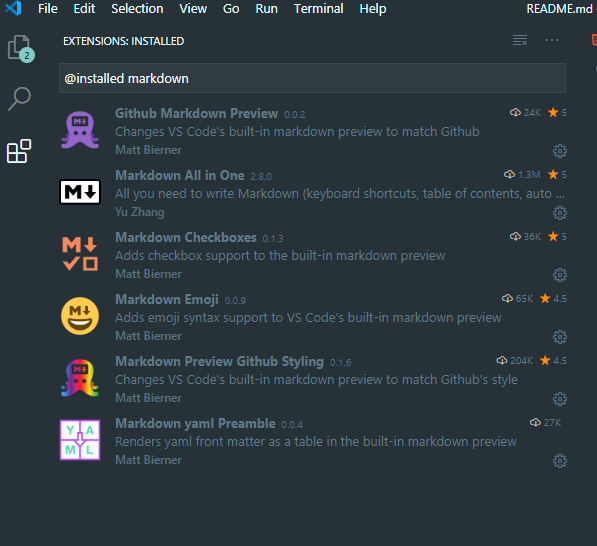 File Edit Selection View Go Run Terminal Help README.md
EXTENSIONS: INSTALLED
2
@installed markdown
Github Markdown Preview 0.0.2 24K 5
Changes VS Code's built-in markdown preview to match Github
Matt Bierner
Markdown All in One 2.8.0 1.3M 5
All you need to write Markdown (keyboard shortcuts, table of contents, auto ...
Yu Zhang
Markdown Checkboxes 0.1.3 36K 5
Adds checkbox support to the built-in markdown preview
Matt Bierner
Markdown Emoji 0.0.9 65K 4.5
Adds emoji syntax support to VS Code's built-in markdown preview
Matt Bierner
Markdown Preview Github Styling 0.1.6 204K 4.5
Changes VS Code's built-in markdown preview to match Github's style
Matt Bierner
YA
ML
Markdown yaml Preamble 0.0.4 27K
Renders yaml front matter as a table in the built-in markdown preview
Matt Bierner